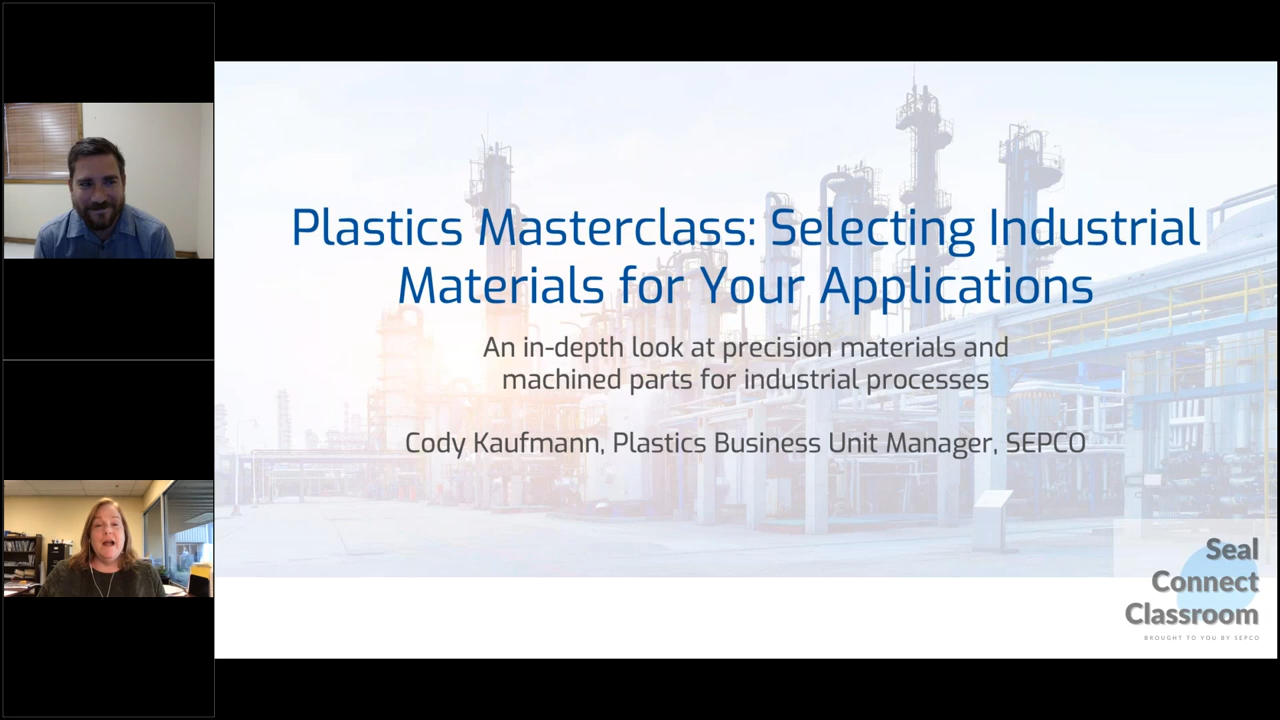 Plastics Masterclass: Selecting Industrial
Materials for Your Applications
An in-depth look at precision materials and
machined parts for industrial processes
Cody Kaufmann, Plastics Business Unit Manager, SEPCO
Seal
Connect
Classroom
BROUGHT TO YOU BY SEPCO